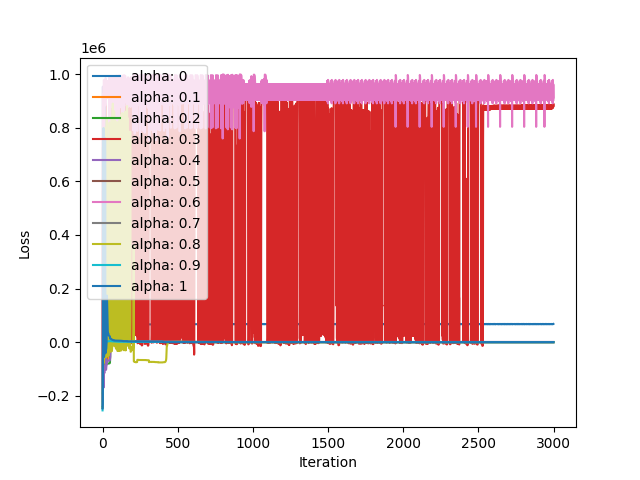 1e6
1.0
0.8
0.6
0.4
0.2
0.0
−0.2
Loss
alpha: 0
alpha: 0.1
alpha: 0.2
alpha: 0.3
alpha: 0.4
alpha: 0.5
alpha: 0.6
alpha: 0.7
alpha: 0.8
alpha: 0.9
alpha: 1
0
500
1000
1500
2000
2500
3000
Iteration